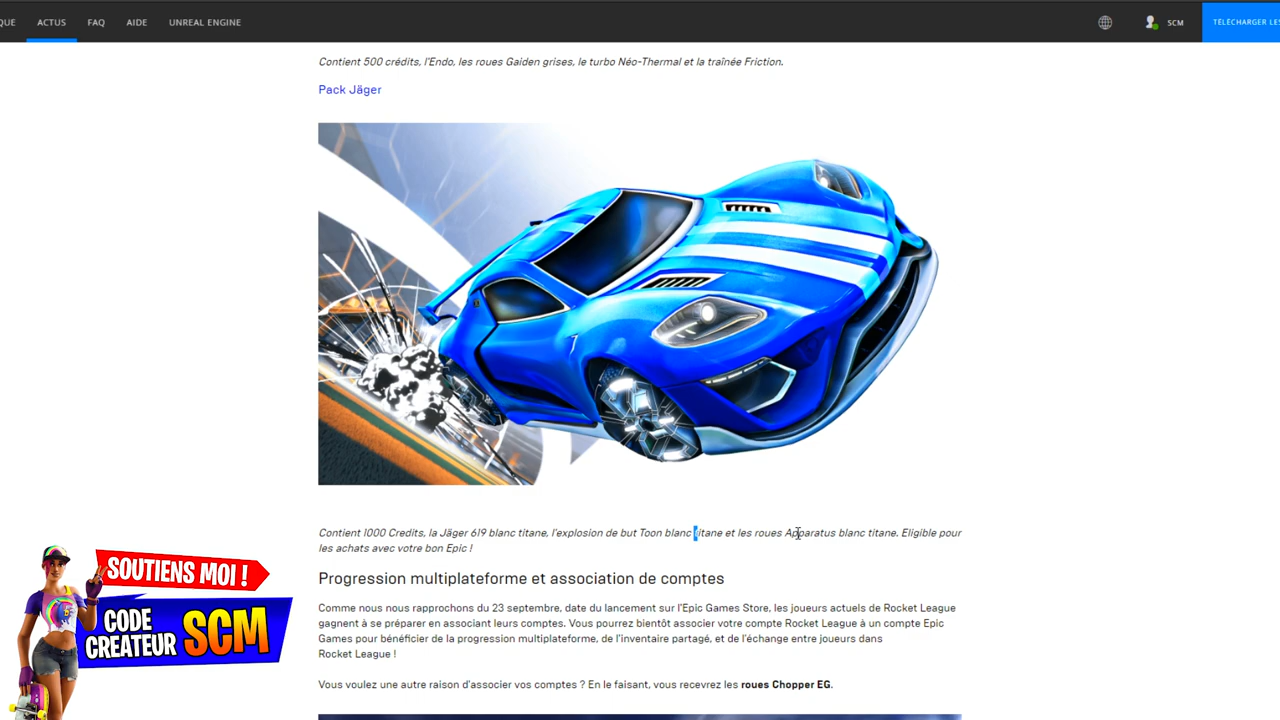 QUE ACTUS FAQ AIDE UNREAL ENGINE SCM TÉLÉCHARGER LES
Contient 500 crédits, l'Endo, les roues Gaiden grises, le turbo Néo-Thermal et la traînée Friction.
Pack Jäger
Contient 1000 Credits, la Jäger 619 blanc titane, l'explosion de but Toon blanc titane et les roues Apparatus blanc titane. Eligible pour
les achats avec votre bon Epic !
Progression multiplateforme et association de comptes
Comme nous nous rapprochons du 23 septembre, date du lancement sur l'Epic Games Store, les joueurs actuels de Rocket League
gagnent à se préparer en associant leurs comptes. Vous pourrez bientôt associer votre compte Rocket League à un compte Epic
Games pour bénéficier de la progression multiplateforme, de l'inventaire partagé, et de l'échange entre joueurs dans
Rocket League !
Vous voulez une autre raison d'associer vos comptes ? En le faisant, vous recevrez les roues Chopper EG.
SOUTIENS MOI !
CODE
CRÉATEUR SCM